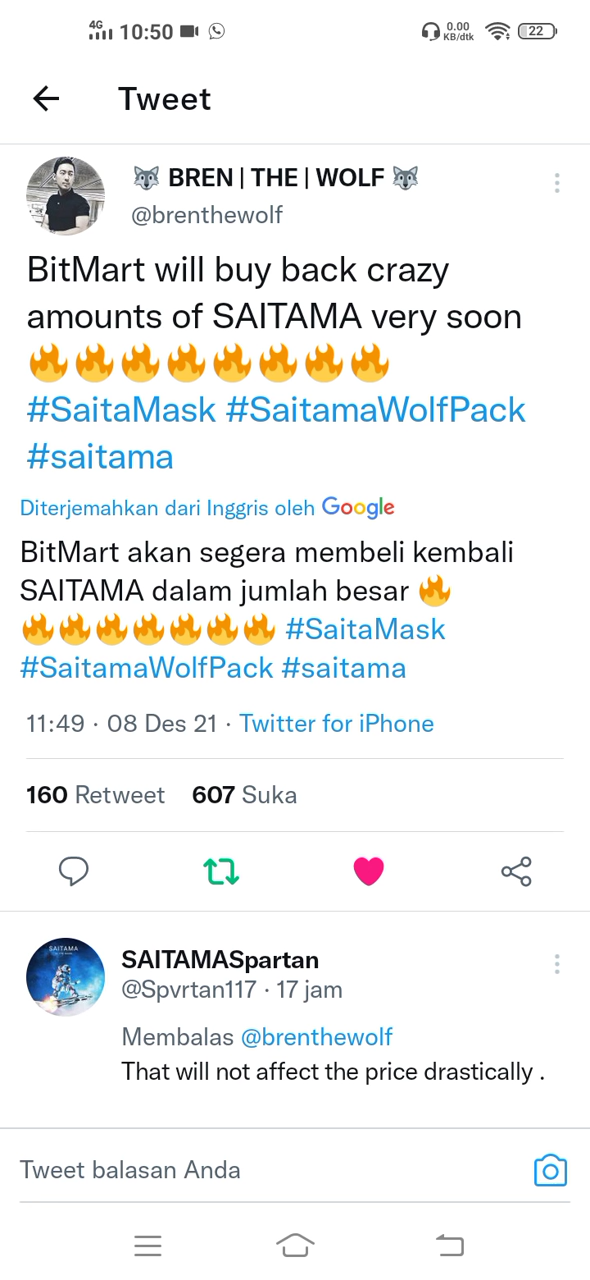 4G 10:50 0.00 KB/dtk 22
Tweet
🐺 BREN | THE | WOLF 🐺
@brenthewolf
BitMart will buy back crazy
amounts of SAITAMA very soon
🔥🔥🔥🔥🔥🔥🔥🔥
#SaitaMask #SaitamaWolfPack
#saitama
Diterjemahkan dari Inggris oleh Google
BitMart akan segera membeli kembali
SAITAMA dalam jumlah besar 🔥
🔥🔥🔥🔥🔥🔥🔥 #SaitaMask
#SaitamaWolfPack #saitama
11:49 · 08 Des 21 · Twitter for iPhone
160 Retweet 607 Suka
SAITAMA
SAITAMASpartan
@Spvrtan117 · 17 jam
Membalas @brenthewolf
That will not affect the price drastically .
Tweet balasan Anda